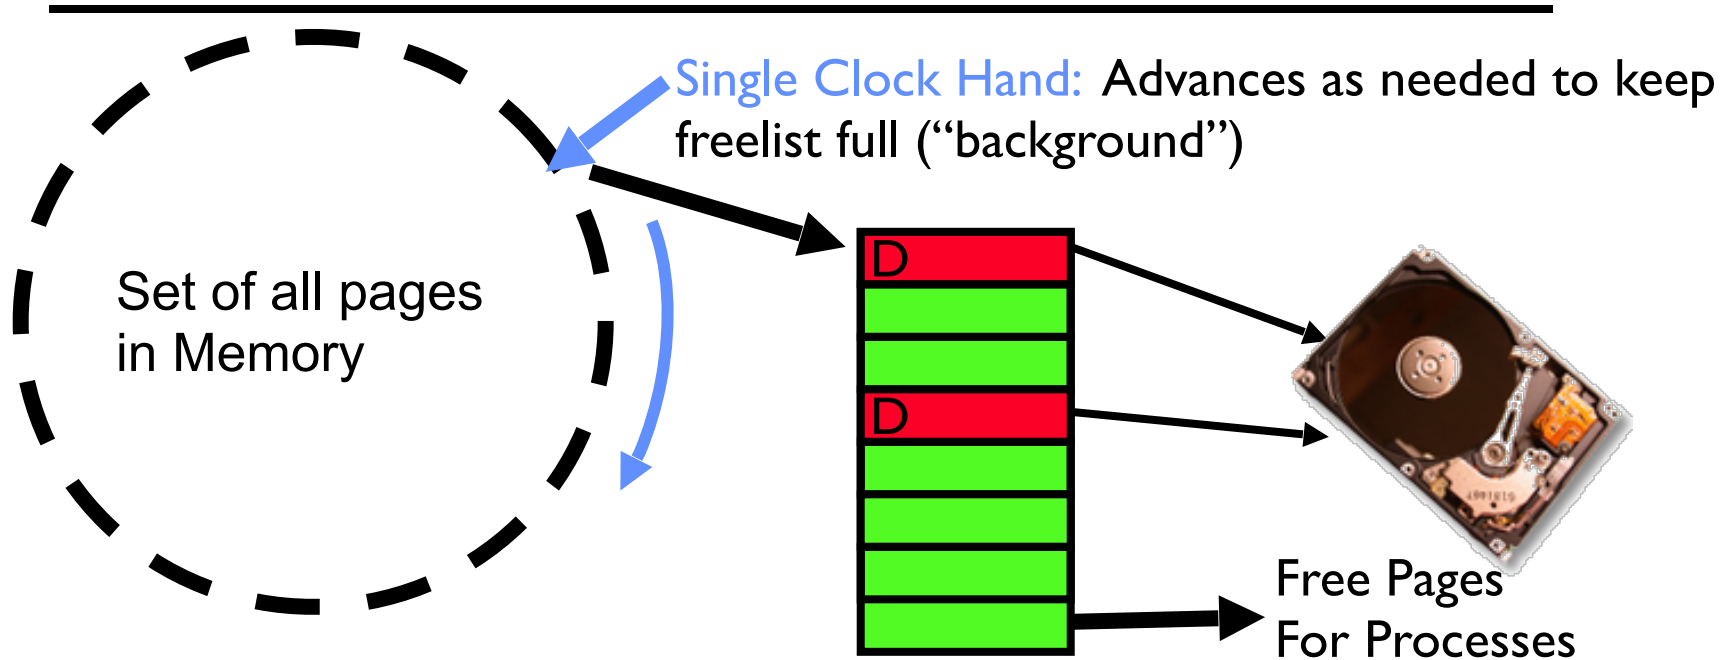 Single Clock Hand: Advances as needed to keep
freelist full (“background”)
Set of all pages
in Memory
D
D
Free Pages
For Processes